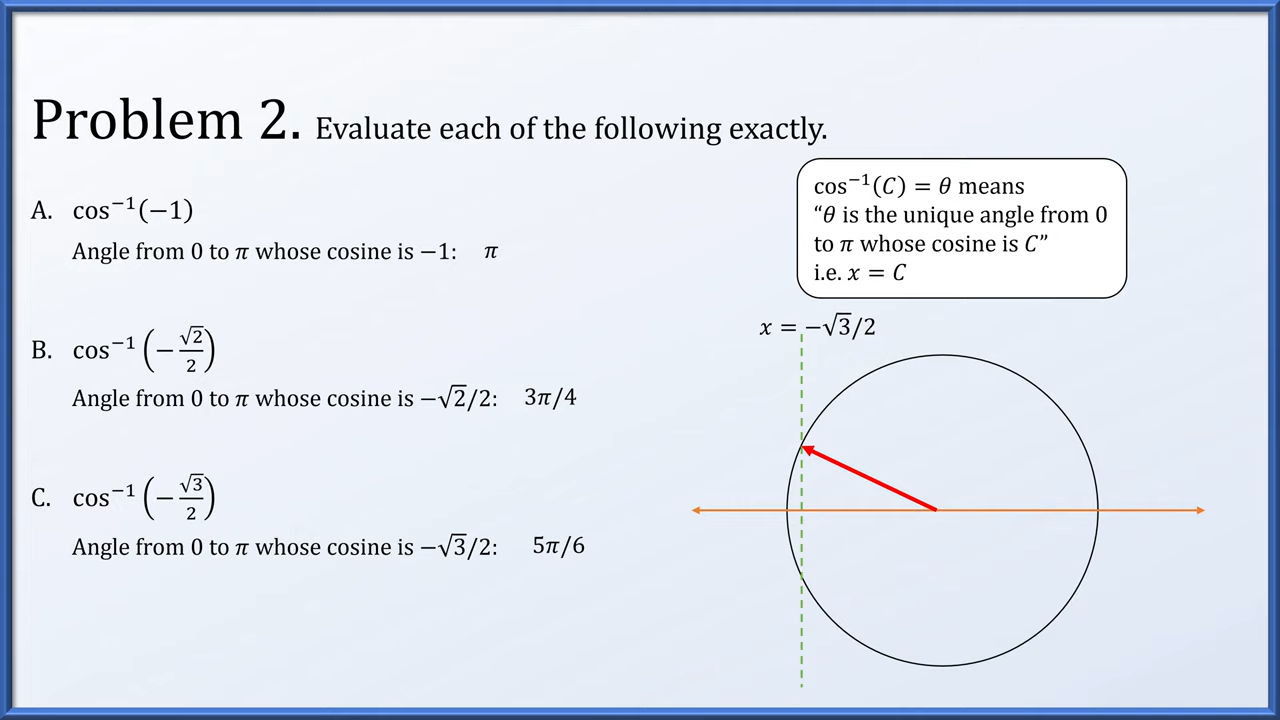 Problem 2. Evaluate each of the following exactly.
A. cos⁻¹(−1)
Angle from 0 to π whose cosine is −1: π
B. cos⁻¹(−√2/2)
Angle from 0 to π whose cosine is −√2/2: 3π/4
C. cos⁻¹(−√3/2)
Angle from 0 to π whose cosine is −√3/2: 5π/6
cos⁻¹(C) = θ means
“θ is the unique angle from 0
to π whose cosine is C”
i.e. x = C
x = −√3/2